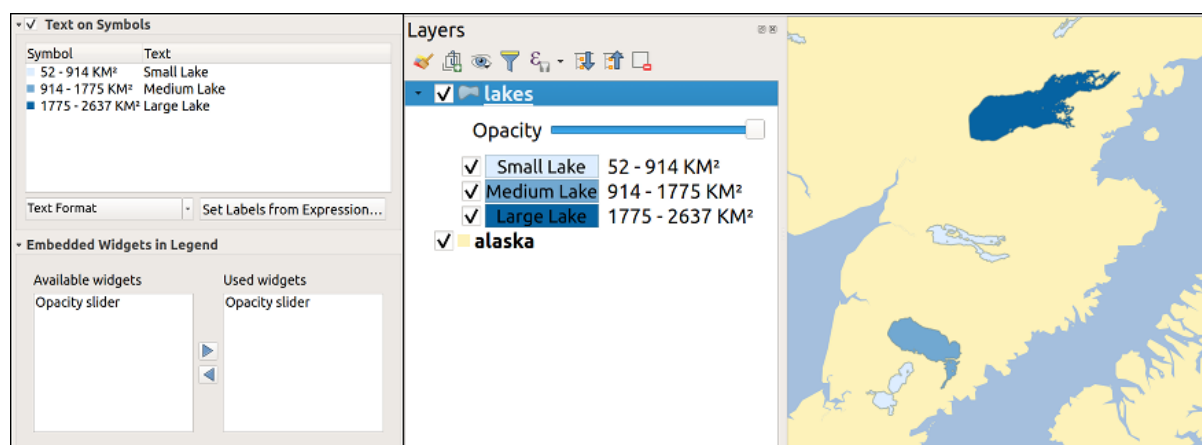 Text on Symbols
Symbol Text
52 - 914 KM² Small Lake
914 - 1775 KM² Medium Lake
1775 - 2637 KM² Large Lake
Text Format
Set Labels from Expression...
Embedded Widgets in Legend
Available widgets
Opacity slider
Used widgets
Opacity slider
Layers
lakes
Opacity
Small Lake 52 - 914 KM²
Medium Lake 914 - 1775 KM²
Large Lake 1775 - 2637 KM²
alaska